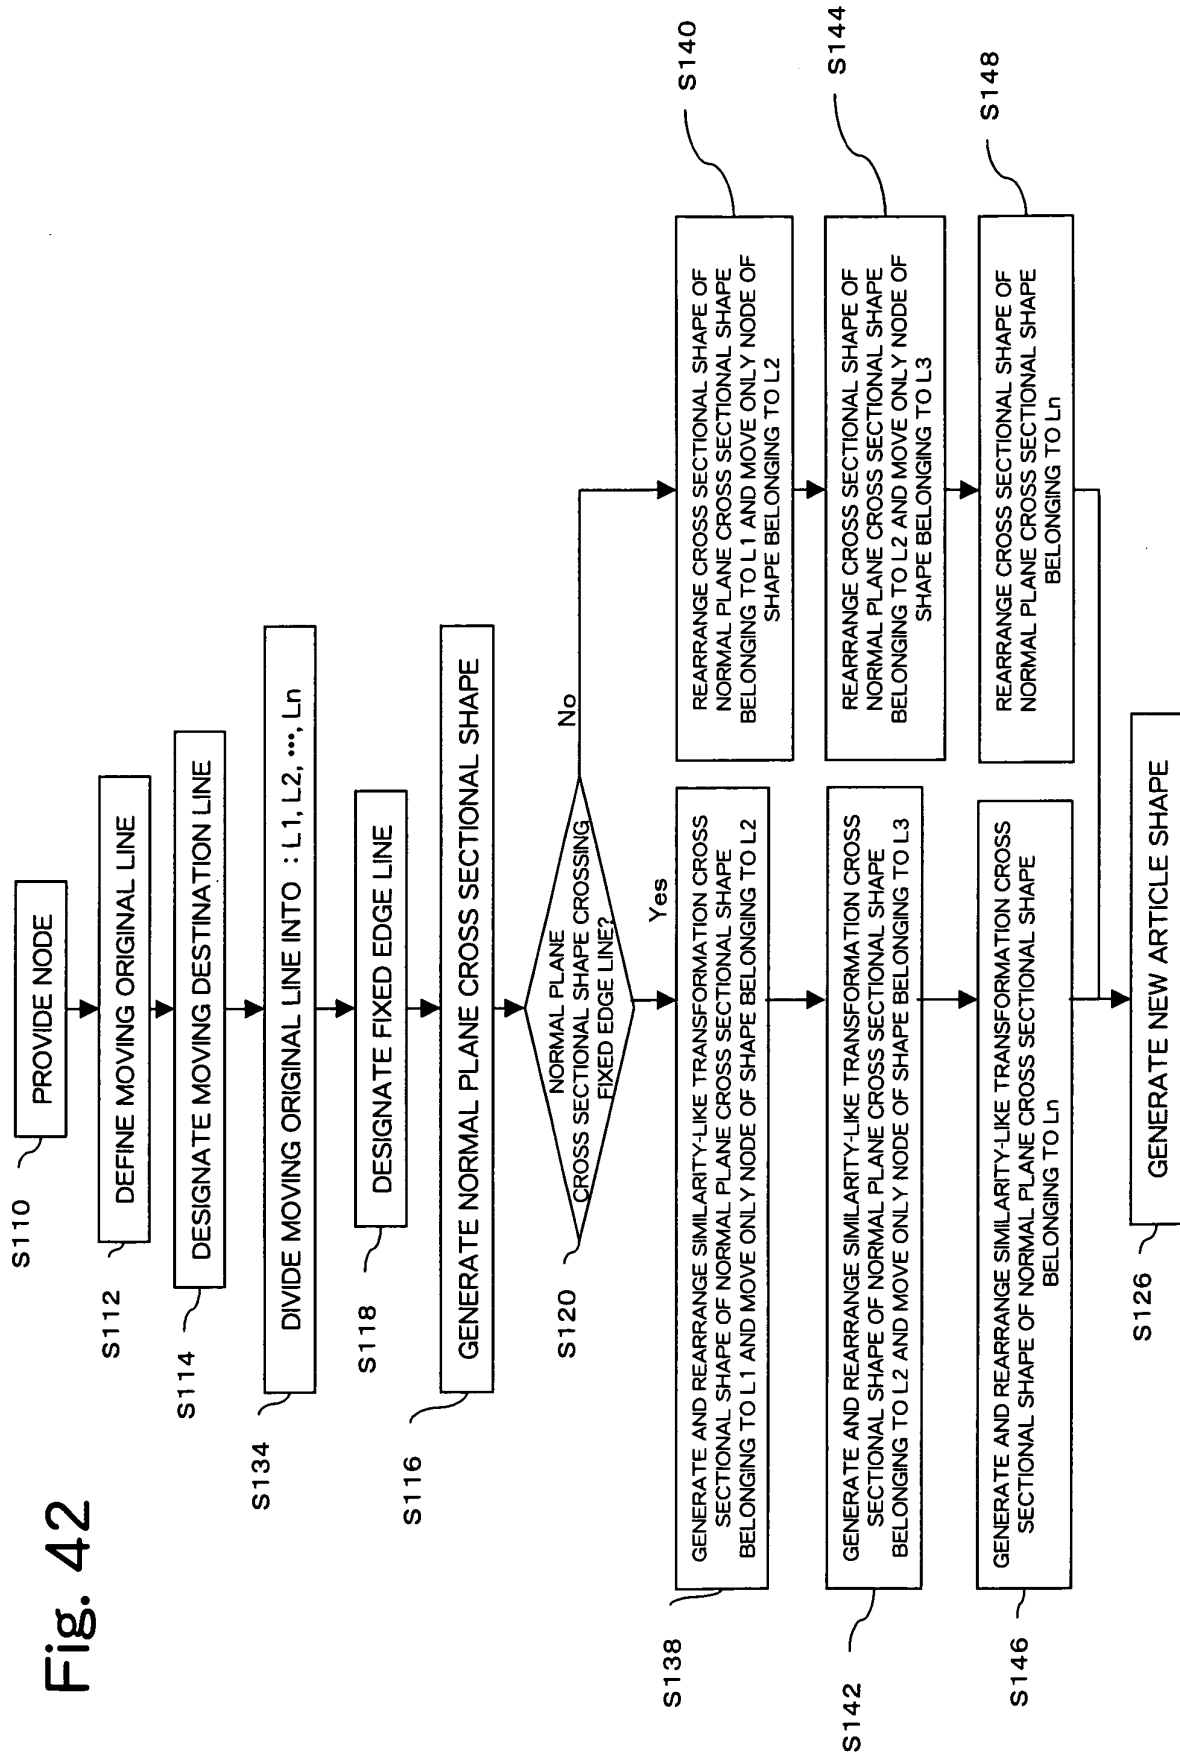 Fig. 42
S110
PROVIDE NODE
S112
DEFINE MOVING ORIGINAL LINE
S114
DESIGNATE MOVING DESTINATION LINE
S134
DIVIDE MOVING ORIGINAL LINE INTO : L1, L2, ···, Ln
S118
DESIGNATE FIXED EDGE LINE
S116
GENERATE NORMAL PLANE CROSS SECTIONAL SHAPE
S120
NORMAL PLANE
CROSS SECTIONAL SHAPE CROSSING
FIXED EDGE LINE?
No
Yes
S138
GENERATE AND REARRANGE SIMILARITY-LIKE TRANSFORMATION CROSS
SECTIONAL SHAPE OF NORMAL PLANE CROSS SECTIONAL SHAPE
BELONGING TO L1 AND MOVE ONLY NODE OF SHAPE BELONGING TO L2
S140
REARRANGE CROSS SECTIONAL SHAPE OF
NORMAL PLANE CROSS SECTIONAL SHAPE
BELONGING TO L1 AND MOVE ONLY NODE OF
SHAPE BELONGING TO L2
S142
GENERATE AND REARRANGE SIMILARITY-LIKE TRANSFORMATION CROSS
SECTIONAL SHAPE OF NORMAL PLANE CROSS SECTIONAL SHAPE
BELONGING TO L2 AND MOVE ONLY NODE OF SHAPE BELONGING TO L3
S144
REARRANGE CROSS SECTIONAL SHAPE OF
NORMAL PLANE CROSS SECTIONAL SHAPE
BELONGING TO L2 AND MOVE ONLY NODE OF
SHAPE BELONGING TO L3
S146
GENERATE AND REARRANGE SIMILARITY-LIKE TRANSFORMATION CROSS
SECTIONAL SHAPE OF NORMAL PLANE CROSS SECTIONAL SHAPE
BELONGING TO Ln
S148
REARRANGE CROSS SECTIONAL SHAPE OF
NORMAL PLANE CROSS SECTIONAL SHAPE
BELONGING TO Ln
S126
GENERATE NEW ARTICLE SHAPE